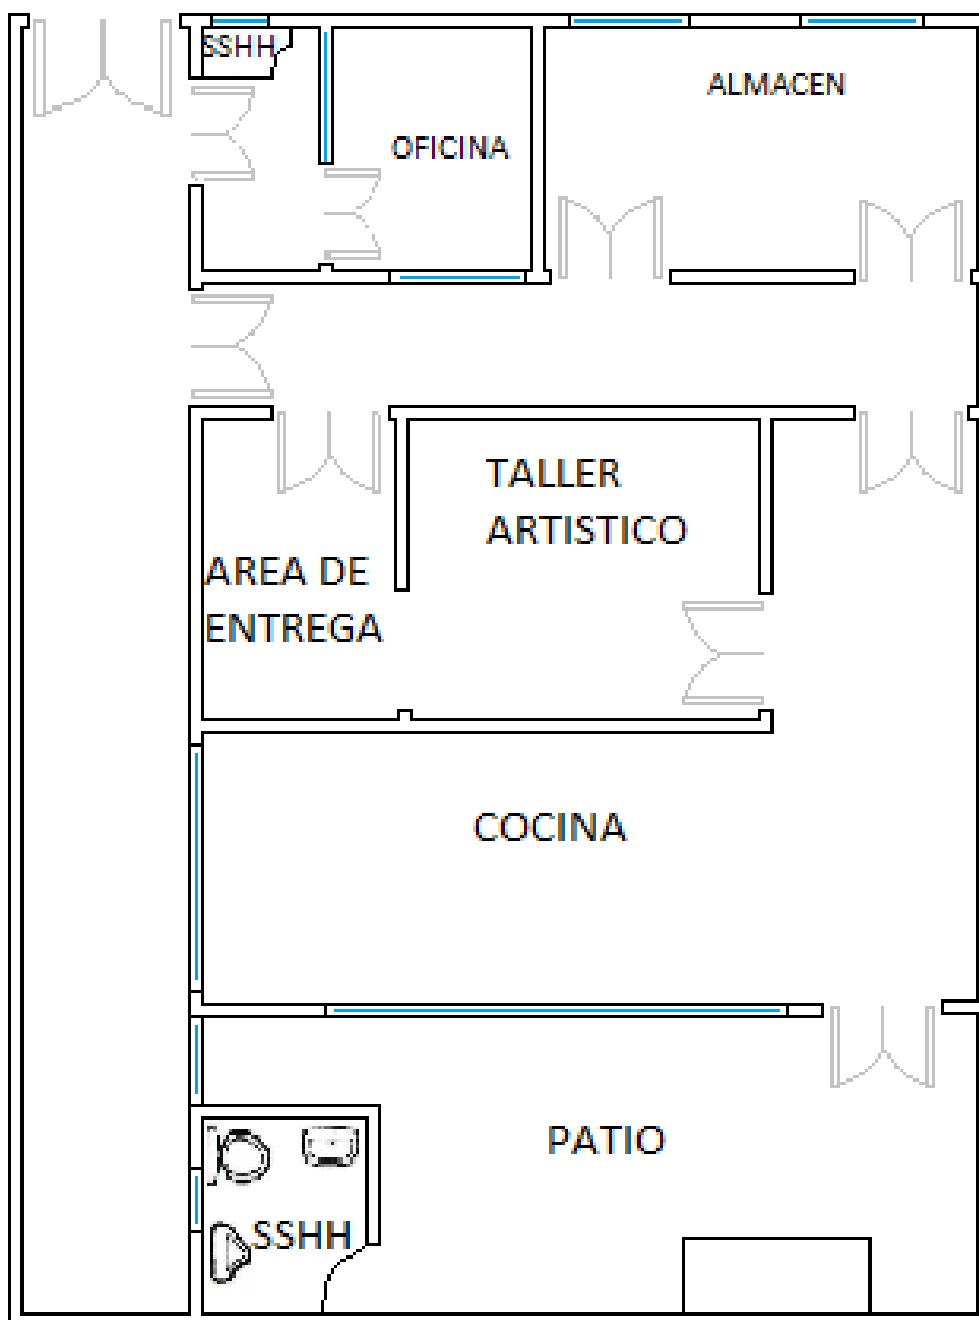 SSHH
ALMACEN
OFICINA
TALLER
ARTISTICO
AREA DE
ENTREGA
COCINA
PATIO
SSHH